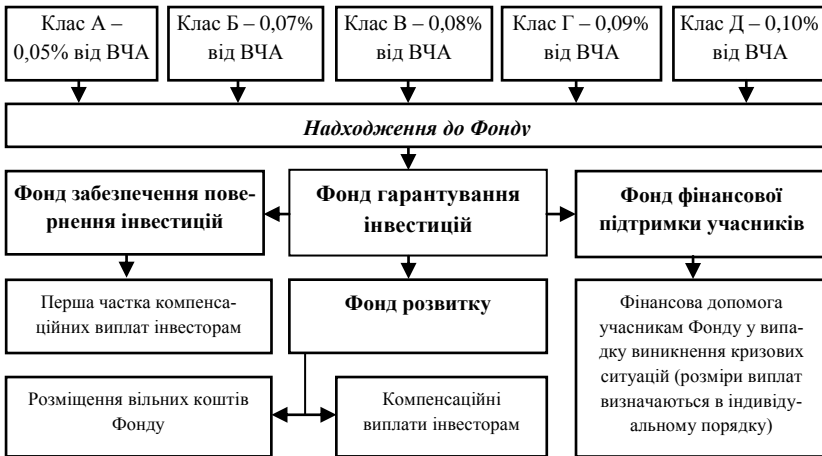 Клас А –
0,05% від ВЧА
Клас Б – 0,07%
від ВЧА
Клас В – 0,08%
від ВЧА
Клас Г – 0,09%
від ВЧА
Клас Д – 0,10%
від ВЧА
Надходження до Фонду
Фонд забезпечення пове-
рнення інвестицій
Фонд гарантування
інвестицій
Фонд фінансової
підтримки учасників
Перша частка компенса-
ційних виплат інвесторам
Фонд розвитку
Фінансова допомога
учасникам Фонду у випа-
дку виникнення кризових
ситуацій (розміри виплат
визначаються в індивіду-
альному порядку)
Розміщення вільних коштів
Фонду
Компенсаційні
виплати інвесторам